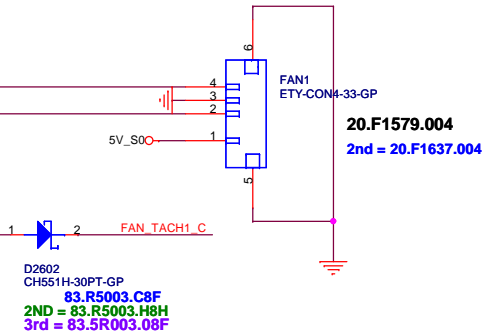 6
FAN1
ETY-CON4-33-GP
4
3
2
1
5V_S0
20.F1579.004
2nd = 20.F1637.004
5
1
2
FAN_TACH1_C
D2602
CH551H-30PT-GP
83.R5003.C8F
2ND = 83.R5003.H8H
3rd = 83.5R003.08F